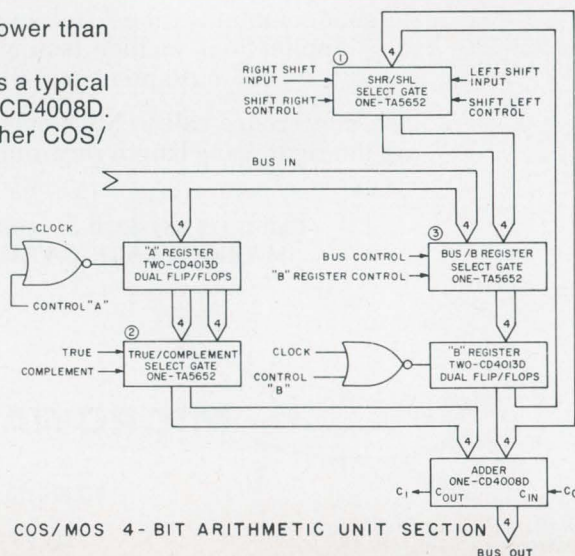 ower than
s a typical
CD4008D.
her COS/
①
4
RIGHT SHIFT
INPUT
SHIFT RIGHT
CONTROL
SHR/SHL
SELECT GATE
ONE-TA5652
LEFT SHIFT
INPUT
SHIFT LEFT
CONTROL
BUS IN
4
4
4
③
CLOCK
CONTROL "A"
"A" REGISTER
TWO-CD4013D
DUAL FLIP/FLOPS
BUS CONTROL
"B" REGISTER CONTROL
BUS/B REGISTER
SELECT GATE
ONE-TA5652
4
4
4
②
TRUE
COMPLEMENT
TRUE/COMPLEMENT
SELECT GATE
ONE-TA5652
CLOCK
CONTROL
"B"
"B" REGISTER
TWO-CD4013D
DUAL FLIP/FLOPS
4
4
ADDER
ONE-CD4008D
C₁
COUT
CIN
C₀
4
COS/MOS 4-BIT ARITHMETIC UNIT SECTION
BUS OUT